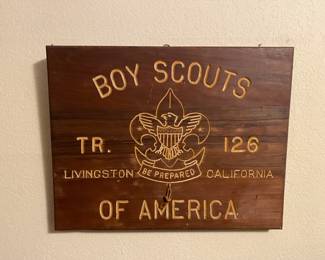 BOY SCOUTS
TR. 126
LIVINGSTON BE PREPARED CALIFORNIA
OF AMERICA